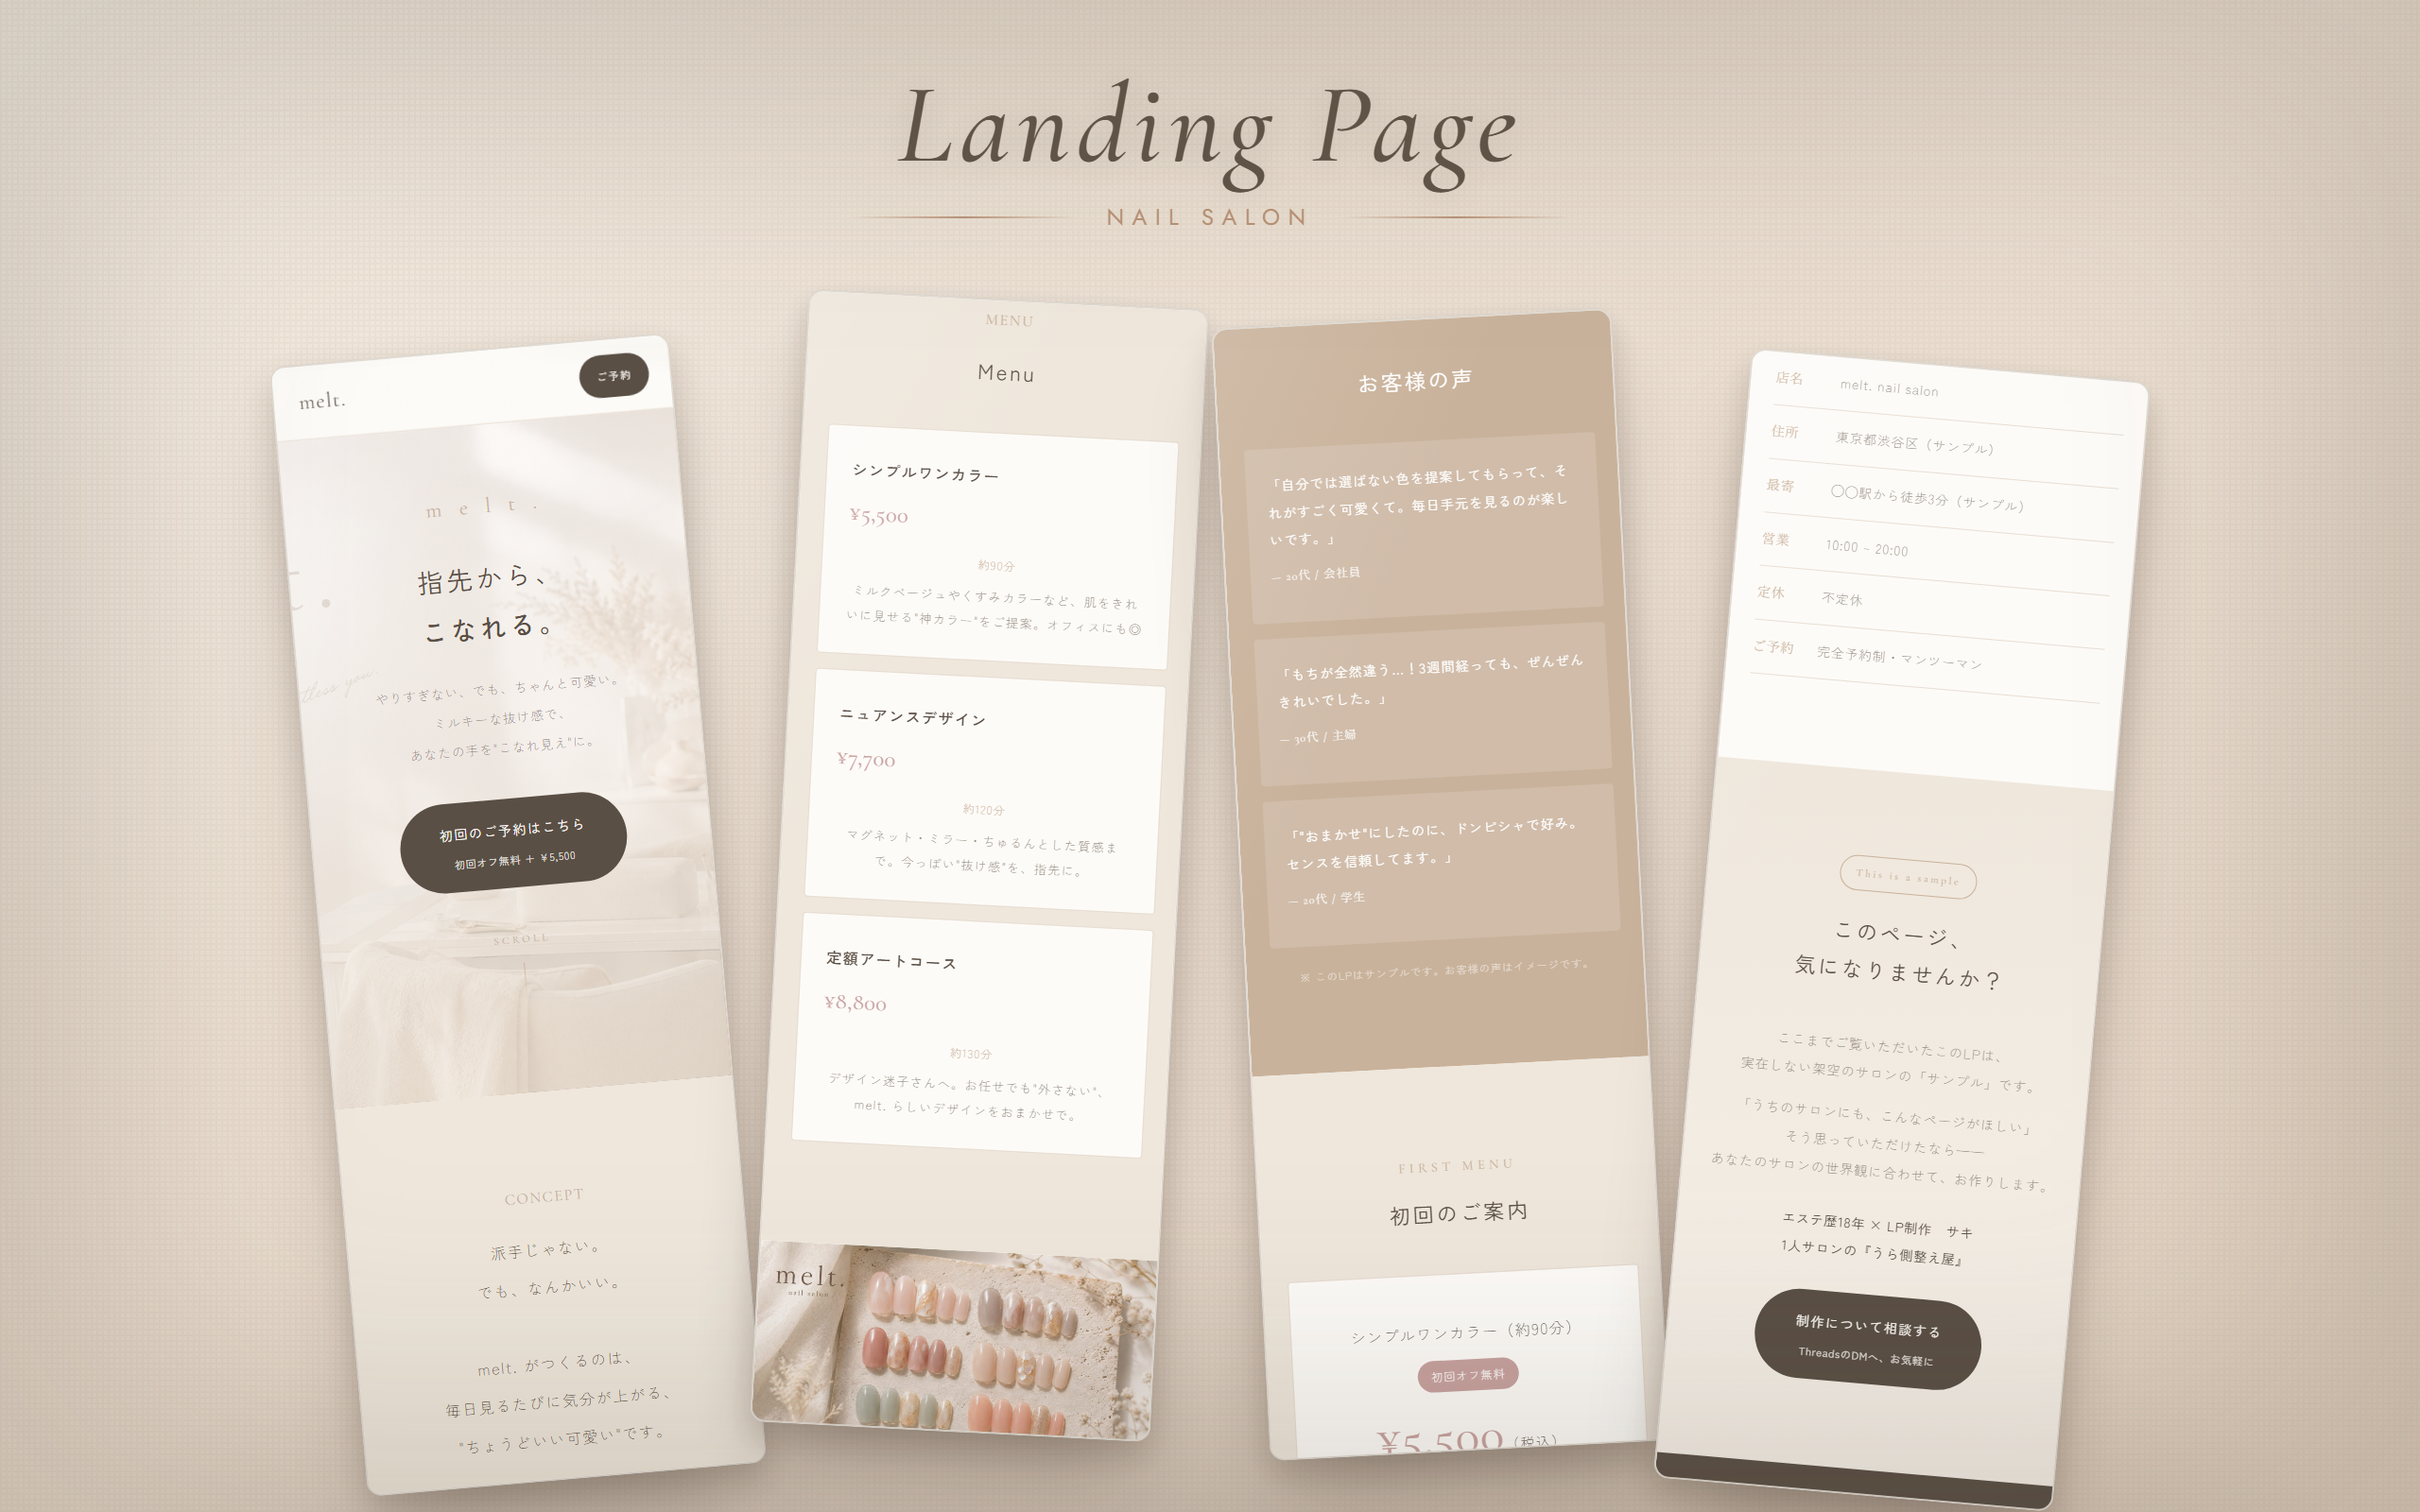 Landing Page
NAIL SALON
melt.
ご予約
melt.
指先から、
こなれる。
t.
tless you
やりすぎない、でも、ちゃんと可愛い。
ミルキーな抜け感で、
あなたの手を"こなれ見え"に。
初回のご予約はこちら
初回オフ無料 + ¥5,500
SCROLL
CONCEPT
派手じゃない。
でも、なんかいい。
melt. がつくるのは、
毎日見るたびに気分が上がる、
"ちょうどいい可愛い"です。
MENU
Menu
シンプルワンカラー
¥5,500
約90分
ミルクベージュやくすみカラーなど、肌をきれ
いに見せる"神カラー"をご提案。オフィスにも◎
ニュアンスデザイン
¥7,700
約120分
マグネット・ミラー・ちゅるんとした質感ま
で。今っぽい"抜け感"を、指先に。
定額アートコース
¥8,800
約130分
デザイン迷子さんへ。お任せでも"外さない"、
melt. らしいデザインをおまかせで。
melt.
nail salon
お客様の声
「自分では選ばない色を提案してもらって、そ
れがすごく可愛くて。毎日手元を見るのが楽し
いです。」
— 20代 / 会社員
「もちが全然違う…！3週間経っても、ぜんぜん
きれいでした。」
— 30代 / 主婦
「"おまかせ"にしたのに、ドンピシャで好み。
センスを信頼してます。」
— 20代 / 学生
※ このLPはサンプルです。お客様の声はイメージです。
FIRST MENU
初回のご案内
シンプルワンカラー（約90分）
初回オフ無料
¥5,500（税込）
店名 melt. nail salon
住所 東京都渋谷区（サンプル）
最寄 〇〇駅から徒歩3分（サンプル）
営業 10:00 ~ 20:00
定休 不定休
ご予約 完全予約制・マンツーマン
This is a sample
このページ、
気になりませんか？
ここまでご覧いただいたこのLPは、
実在しない架空のサロンの「サンプル」です。
「うちのサロンにも、こんなページがほしい」
そう思っていただけたなら——
あなたのサロンの世界観に合わせて、お作りします。
エステ歴18年 × LP制作　サキ
1人サロンの『うら側整え屋』
制作について相談する
ThreadsのDMへ、お気軽に